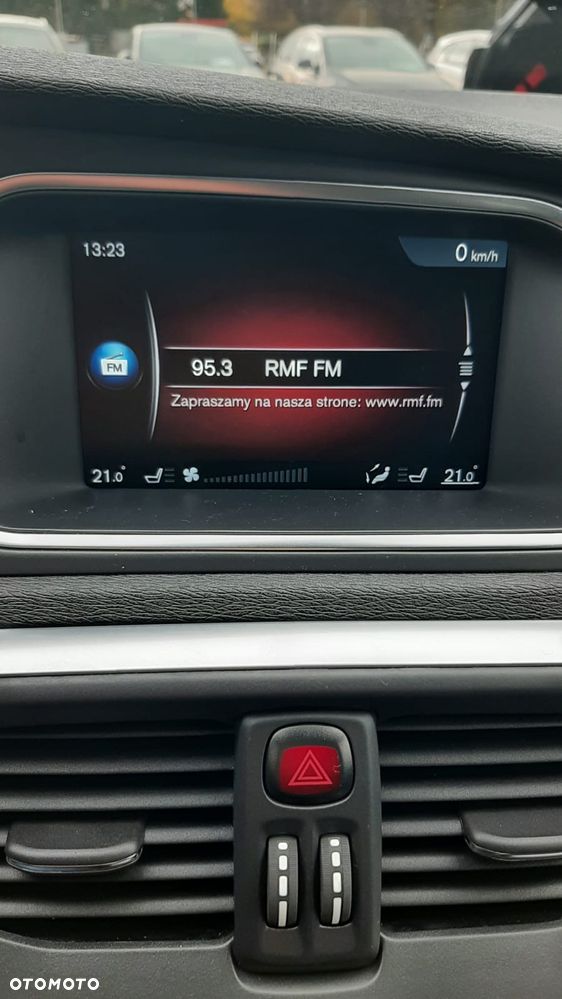 13:23
0 km/h
FM
95.3 RMF FM
Zapraszamy na nasza strone: www.rmf.fm
21.0° 21.0°
OTOMOTO